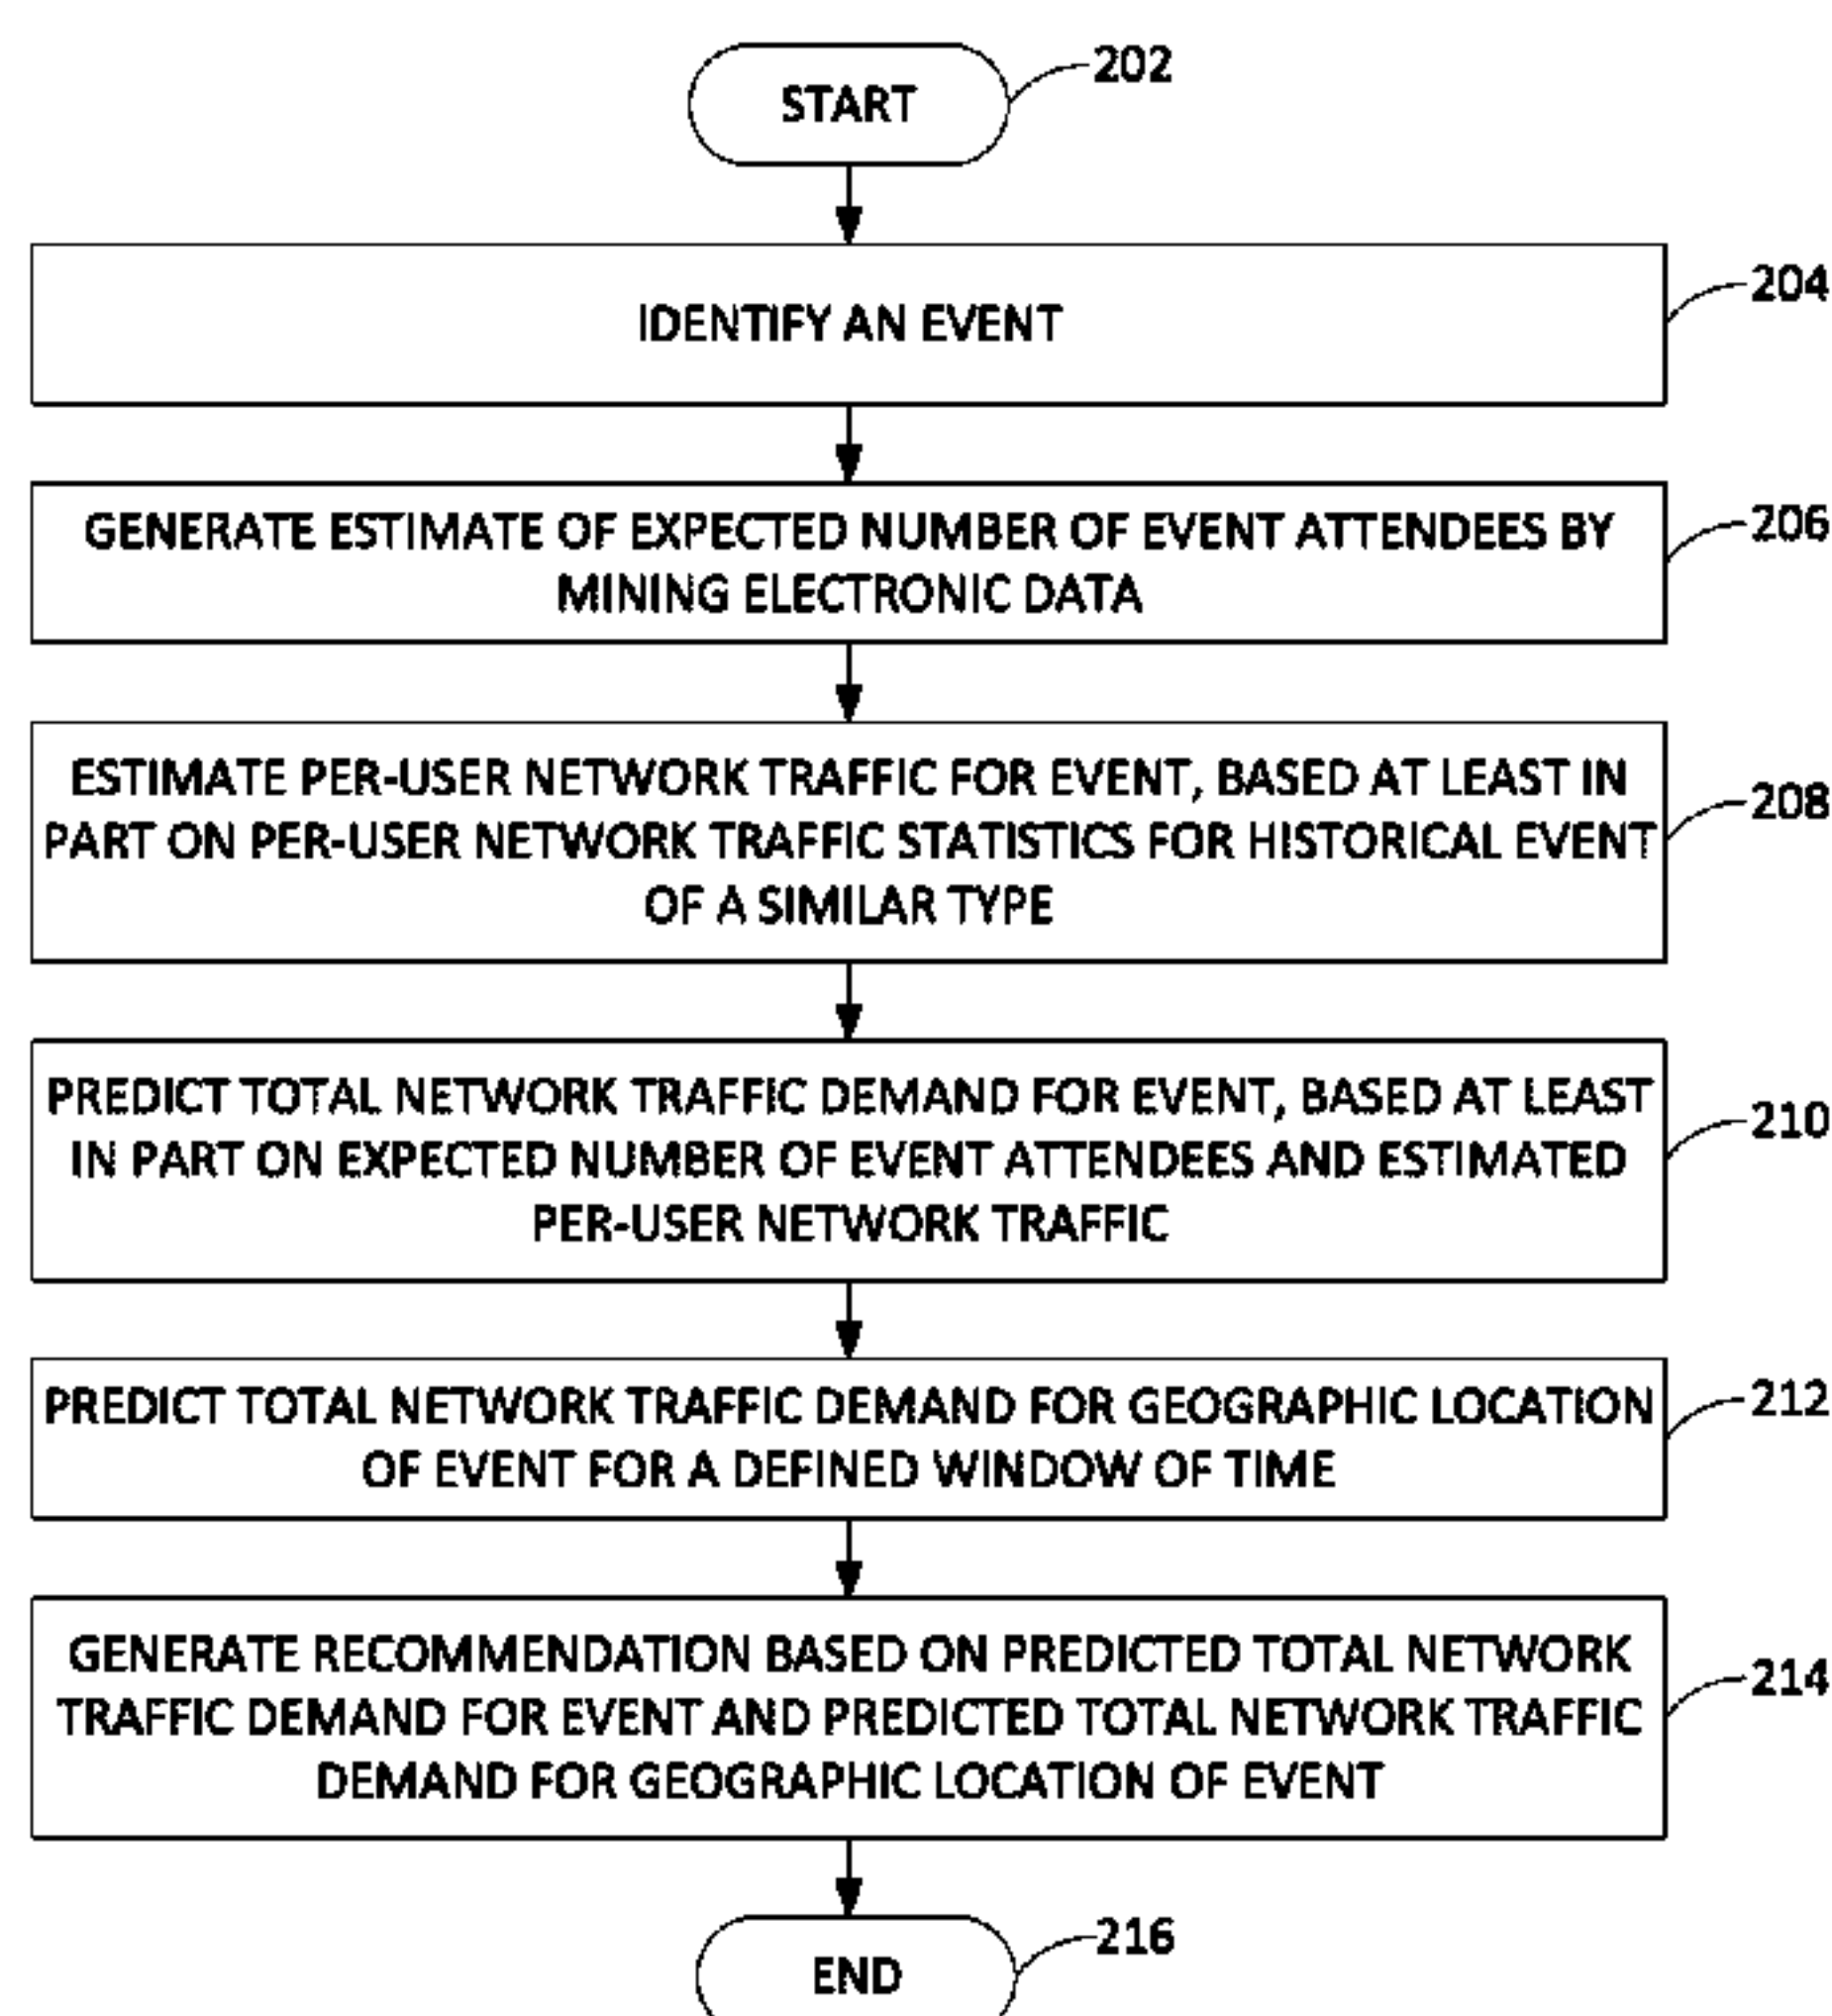 START
202
IDENTIFY AN EVENT
204
GENERATE ESTIMATE OF EXPECTED NUMBER OF EVENT ATTENDEES BY
MINING ELECTRONIC DATA
206
ESTIMATE PER-USER NETWORK TRAFFIC FOR EVENT, BASED AT LEAST IN
PART ON PER-USER NETWORK TRAFFIC STATISTICS FOR HISTORICAL EVENT
OF A SIMILAR TYPE
208
PREDICT TOTAL NETWORK TRAFFIC DEMAND FOR EVENT, BASED AT LEAST
IN PART ON EXPECTED NUMBER OF EVENT ATTENDEES AND ESTIMATED
PER-USER NETWORK TRAFFIC
210
PREDICT TOTAL NETWORK TRAFFIC DEMAND FOR GEOGRAPHIC LOCATION
OF EVENT FOR A DEFINED WINDOW OF TIME
212
GENERATE RECOMMENDATION BASED ON PREDICTED TOTAL NETWORK
TRAFFIC DEMAND FOR EVENT AND PREDICTED TOTAL NETWORK TRAFFIC
DEMAND FOR GEOGRAPHIC LOCATION OF EVENT
214
END
216